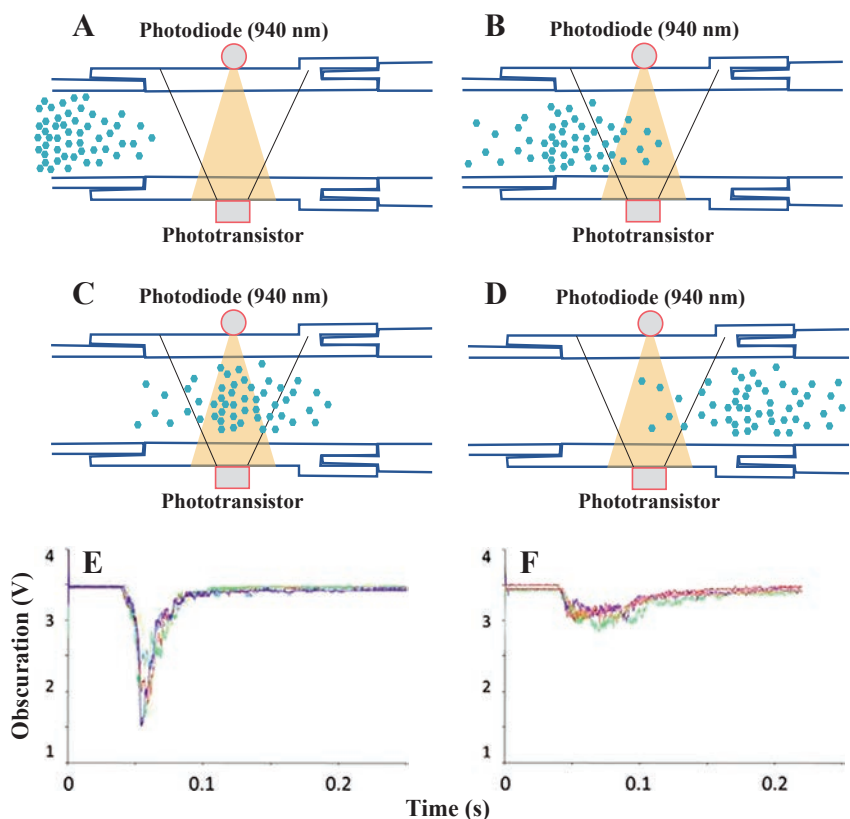 A
Photodiode (940 nm)
Phototransistor
B
Photodiode (940 nm)
Phototransistor
C
Photodiode (940 nm)
Phototransistor
D
Photodiode (940 nm)
Phototransistor
E
Obscuration (V)
4
3
2
1
0
0.1
0.2
F
4
3
2
1
0
0.1
0.2
Time (s)